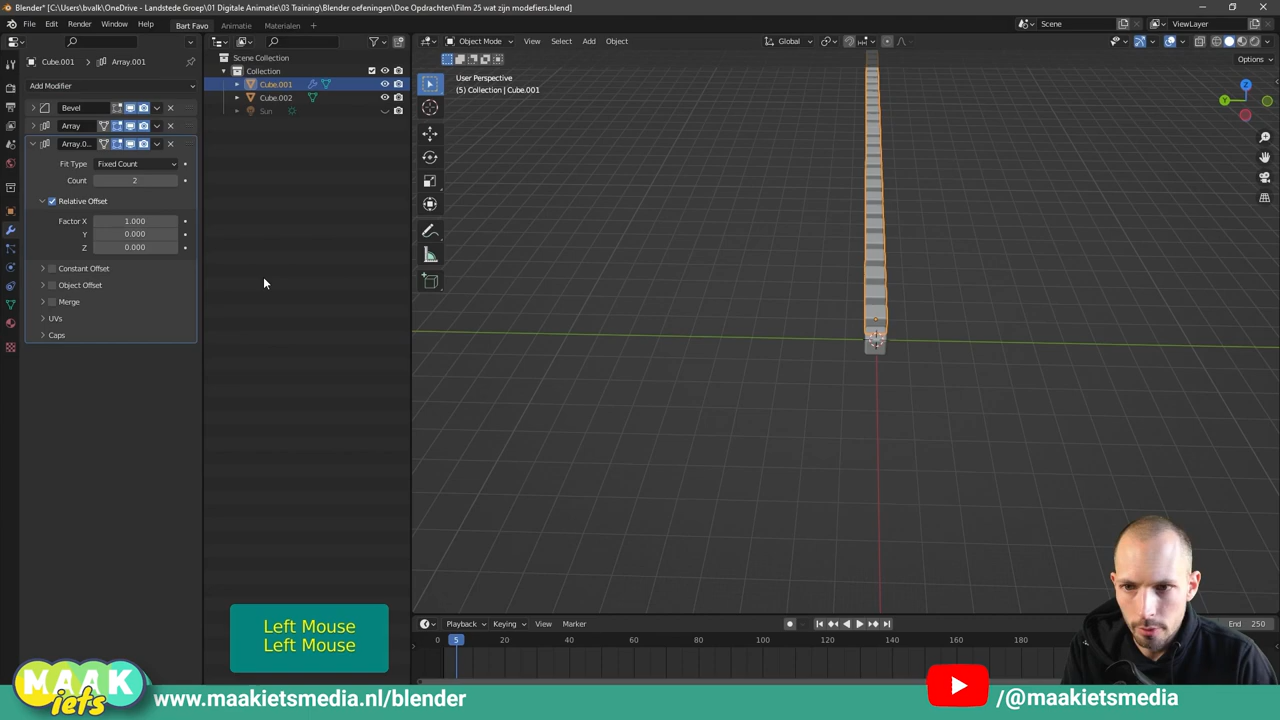 Blender* [C:\Users\bvalk\OneDrive - Landstede Groep\01 Digitale Animatie\03 Training\Blender oefeningen\Doe Opdrachten\Film 25 wat zijn modefiers.blend]
File Edit Render Window Help Bart Favo Animatie Materialen Scene ViewLayer
Object Mode View Select Add Object Global
Options
Cube.001 > Array.001
Add Modifier
Bevel
Array
Array.0...
Fit Type Fixed Count
Count 2
Relative Offset
Factor X 1.000
Y 0.000
Z 0.000
Constant Offset
Object Offset
Merge
UVs
Caps
Scene Collection
Collection
Cube.001
Cube.002
Sun
User Perspective
(5) Collection | Cube.001
Z
Y
Left Mouse
Left Mouse
Playback Keying View Marker
End 250
0 5 20 40 60 80 100 120 140 160 180
MAAK
iets
www.maakietsmedia.nl/blender
/@maakietsmedia